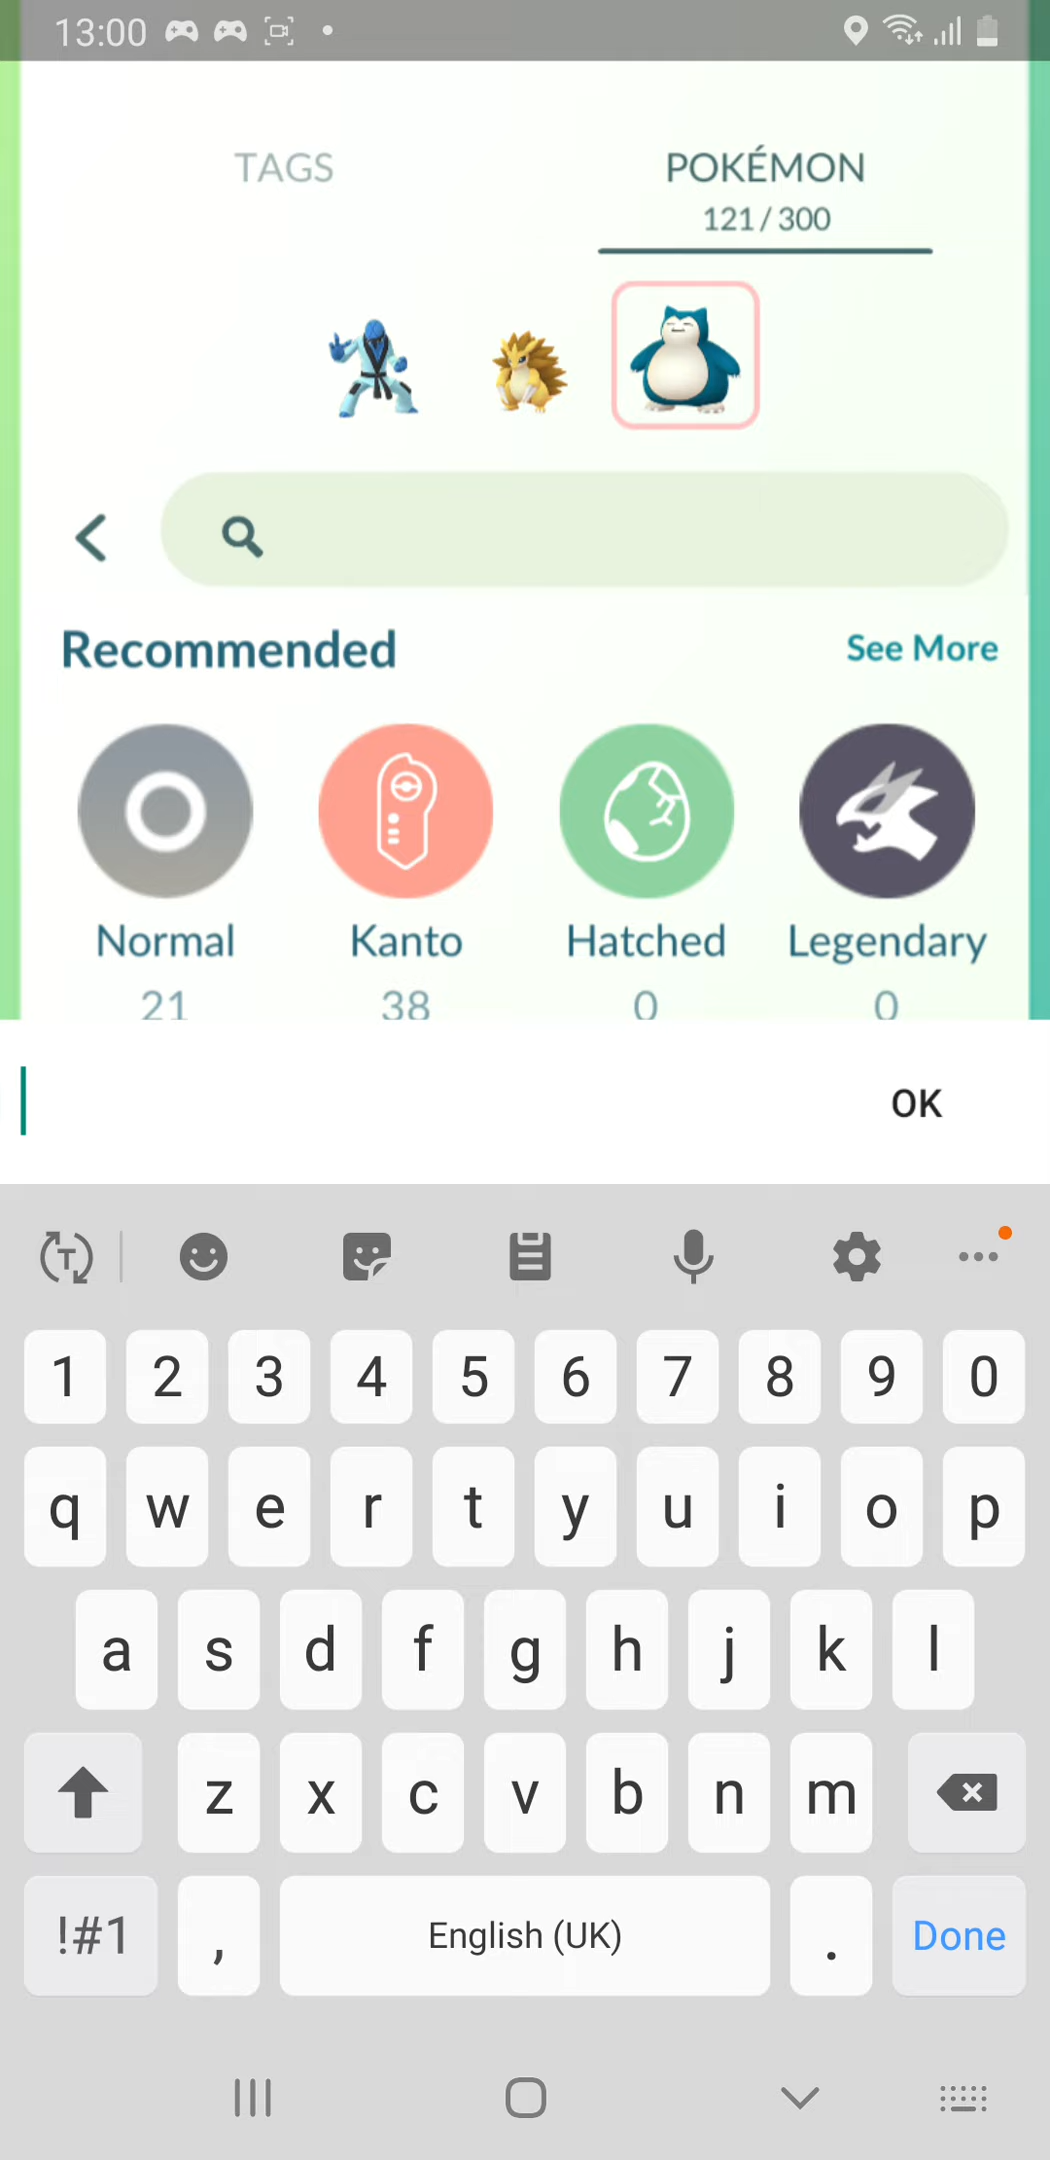 13:00
TAGS
POKÉMON
121 / 300
Recommended
See More
Normal
Kanto
Hatched
Legendary
21
38
0
0
OK
T
1 2 3 4 5 6 7 8 9 0
q w e r t y u i o p
a s d f g h j k l
z x c v b n m
!#1 , English (UK) . Done